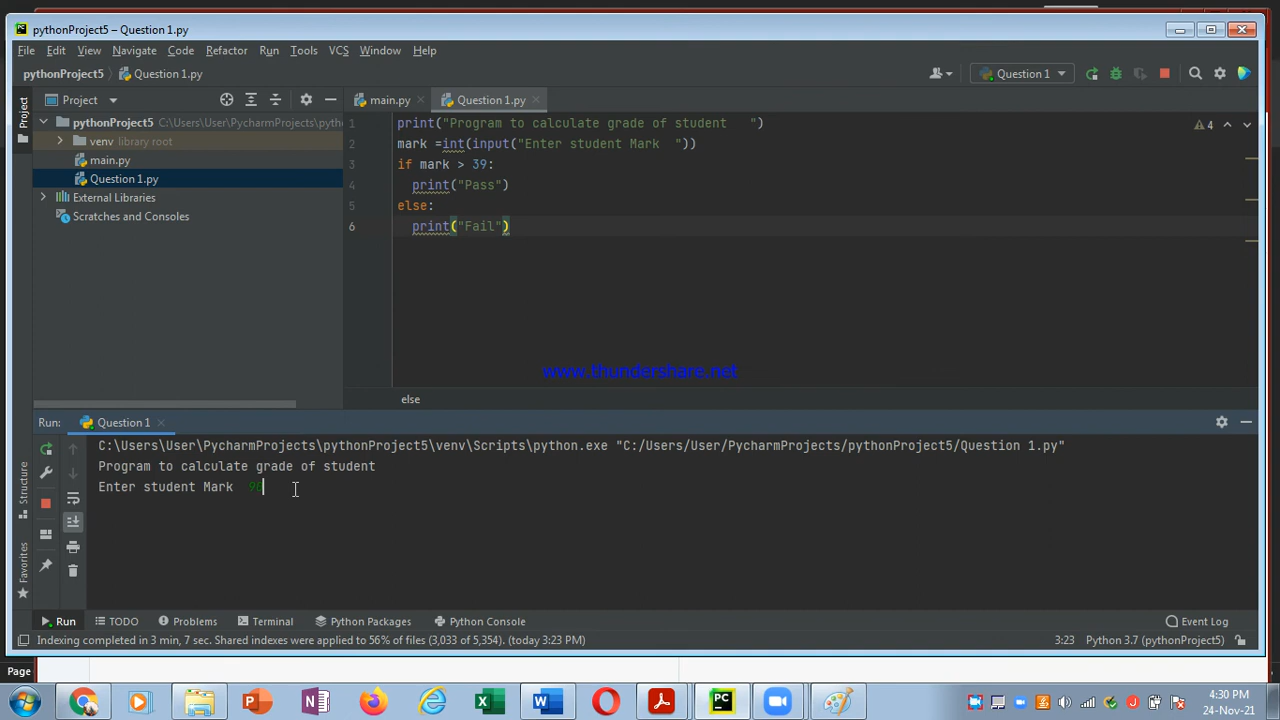 pythonProject5 – Question 1.py
File Edit View Navigate Code Refactor Run Tools VCS Window Help
pythonProject5 Question 1.py
Question 1
Project
Project
main.py
Question 1.py
pythonProject5 C:\Users\User\PycharmProjects\pytho
venv library root
main.py
Question 1.py
External Libraries
Scratches and Consoles
1 print("Program to calculate grade of student   ")
2 mark =int(input("Enter student Mark  "))
3 if mark > 39:
4 print("Pass")
5 else:
6 print("Fail")
4
www.thundershare.net
else
Run: Question 1
C:\Users\User\PycharmProjects\pythonProject5\venv\Scripts\python.exe "C:/Users/User/PycharmProjects/pythonProject5/Question 1.py"
Program to calculate grade of student
Enter student Mark
Structure
Favorites
Run TODO Problems Terminal Python Packages Python Console Event Log
Indexing completed in 3 min, 7 sec. Shared indexes were applied to 56% of files (3,033 of 5,354). (today 3:23 PM) 3:23 Python 3.7 (pythonProject5)
Page
4:30 PM
24-Nov-21